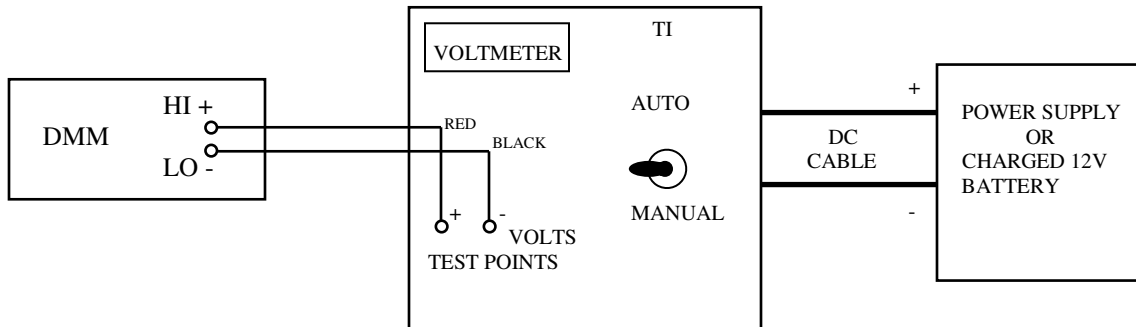 DMM
HI +
LO -
VOLTMETER
TI
AUTO
MANUAL
RED
BLACK
+
-
VOLTS
TEST POINTS
+
DC
CABLE
-
POWER SUPPLY
OR
CHARGED 12V
BATTERY